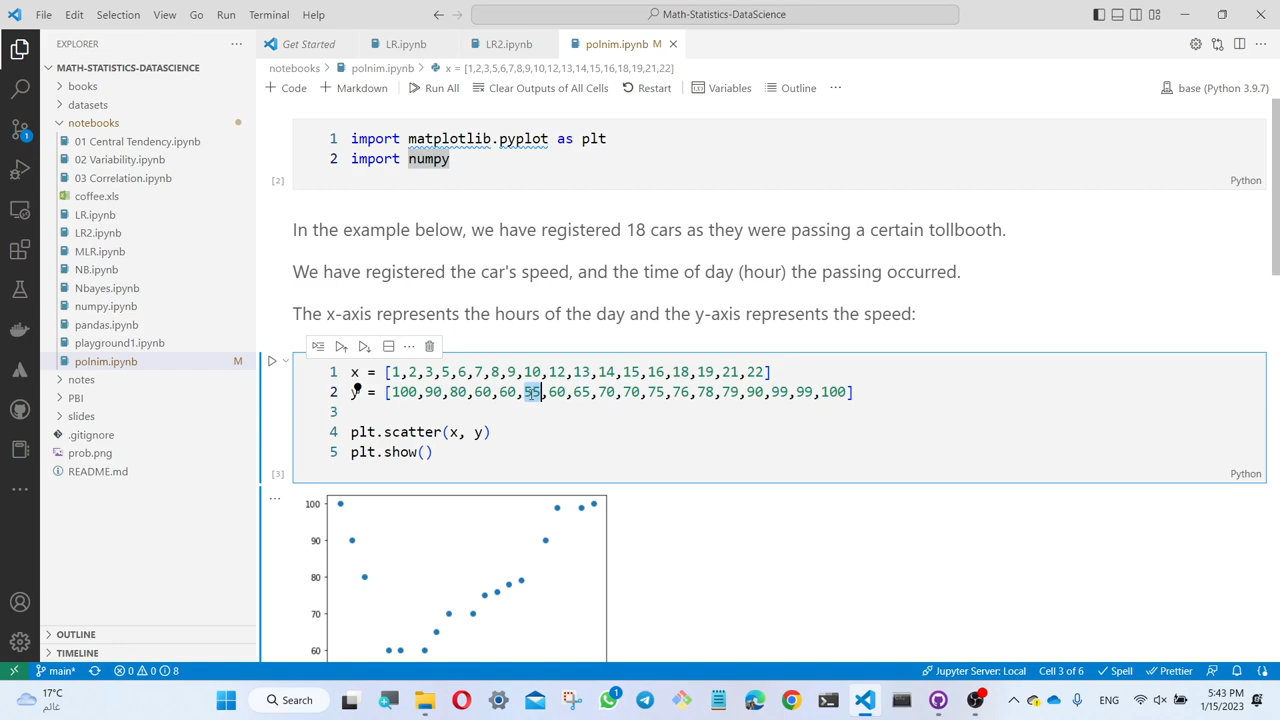 File Edit Selection View Go Run Terminal Help
Math-Statistics-DataScience
EXPLORER
Get Started
LR.ipynb
LR2.ipynb
polnim.ipynb M
MATH-STATISTICS-DATASCIENCE
notebooks > polnim.ipynb > x = [1,2,3,5,6,7,8,9,10,12,13,14,15,16,18,19,21,22]
books
datasets
notebooks
01 Central Tendency.ipynb
02 Variability.ipynb
03 Correlation.ipynb
coffee.xls
LR.ipynb
LR2.ipynb
MLR.ipynb
NB.ipynb
Nbayes.ipynb
numpy.ipynb
pandas.ipynb
playground1.ipynb
polnim.ipynb M
notes
PBI
slides
.gitignore
prob.png
README.md
OUTLINE
TIMELINE
+ Code + Markdown Run All Clear Outputs of All Cells Restart Variables Outline ... base (Python 3.9.7)
1 import matplotlib.pyplot as plt
2 import numpy
[2] Python
In the example below, we have registered 18 cars as they were passing a certain tollbooth.
We have registered the car's speed, and the time of day (hour) the passing occurred.
The x-axis represents the hours of the day and the y-axis represents the speed:
1 x = [1,2,3,5,6,7,8,9,10,12,13,14,15,16,18,19,21,22]
2 y = [100,90,80,60,60,55,60,65,70,70,75,76,78,79,90,99,99,100]
3
4 plt.scatter(x, y)
5 plt.show()
[3] Python
100
90
80
70
60
main* 0 0 8 Jupyter Server: Local Cell 3 of 6 Spell Prettier
17°C
غائم
Search
1
ENG
5:43 PM
1/15/2023